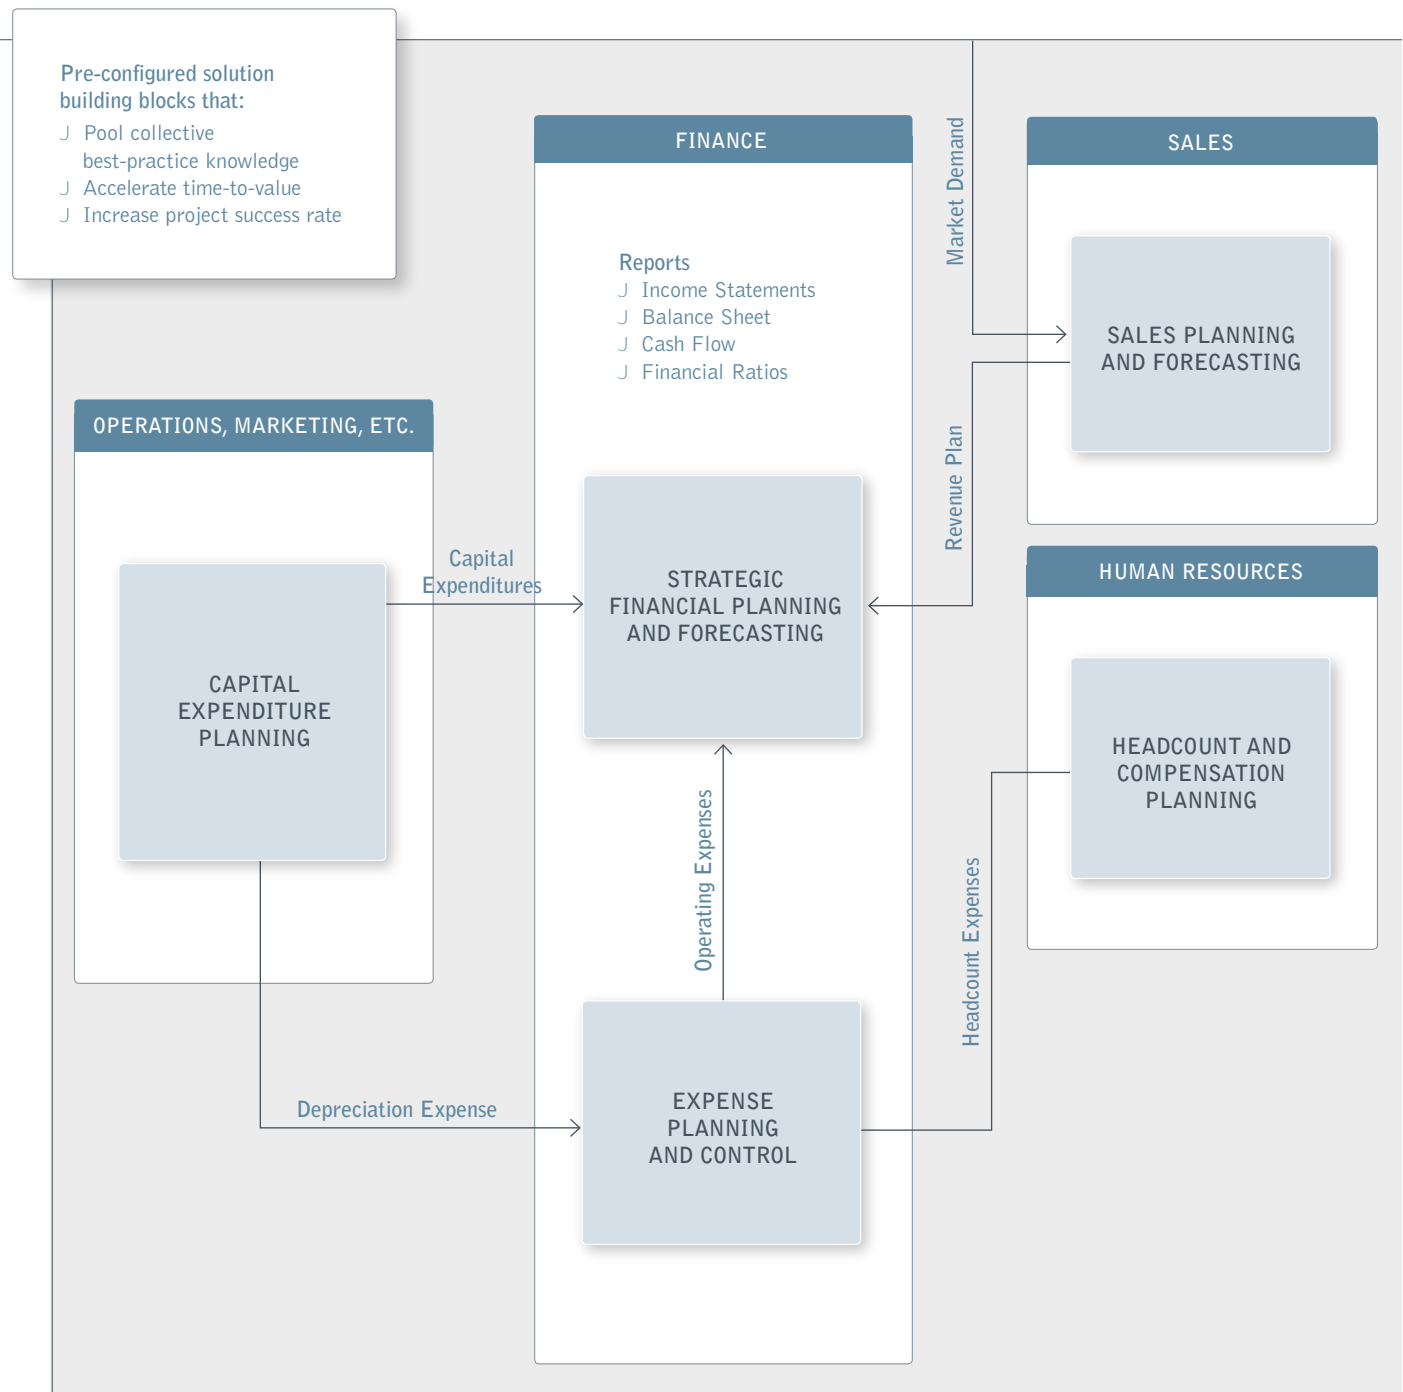 Pre-configured solution
building blocks that:
J Pool collective
best-practice knowledge
J Accelerate time-to-value
J Increase project success rate
FINANCE
Reports
J Income Statements
J Balance Sheet
J Cash Flow
J Financial Ratios
Market Demand
SALES
SALES PLANNING
AND FORECASTING
Revenue Plan
OPERATIONS, MARKETING, ETC.
Capital
Expenditures
CAPITAL
EXPENDITURE
PLANNING
STRATEGIC
FINANCIAL PLANNING
AND FORECASTING
HUMAN RESOURCES
HEADCOUNT AND
COMPENSATION
PLANNING
Operating Expenses
Headcount Expenses
Depreciation Expense
EXPENSE
PLANNING
AND CONTROL